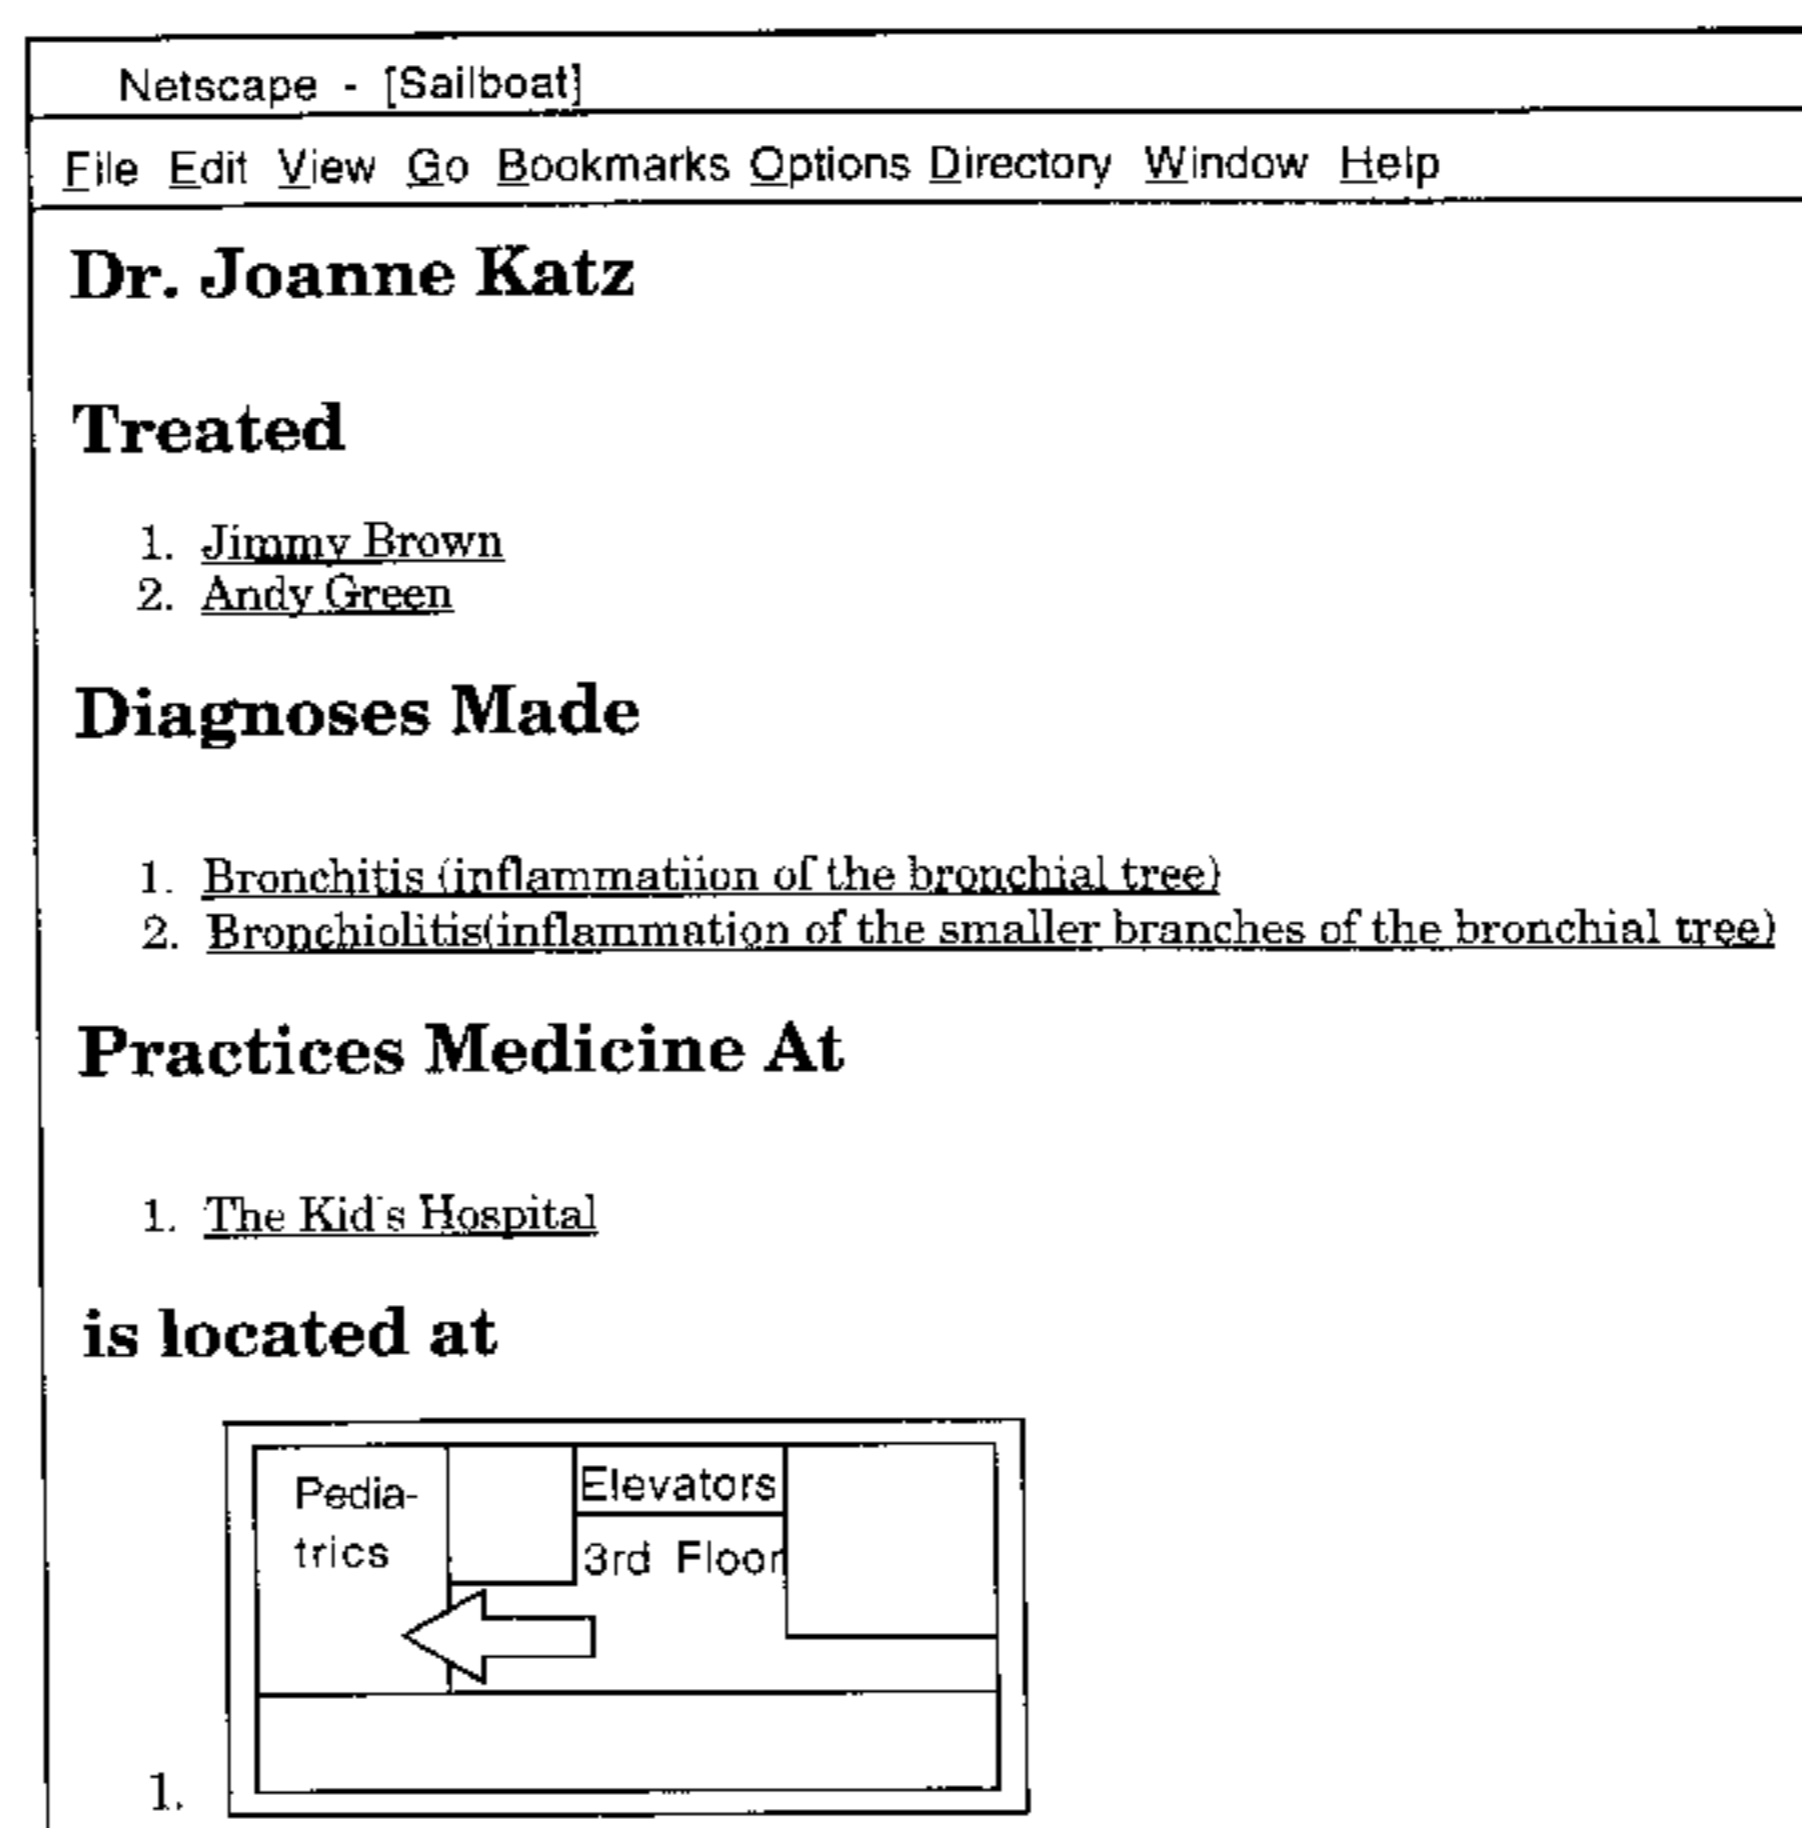 Netscape - [Sailboat]
File Edit View Go Bookmarks Options Directory Window Help
Dr. Joanne Katz
Treated
1. Jimmy Brown
2. Andy Green
Diagnoses Made
1. Bronchitis (inflammatiion of the bronchial tree)
2. Bronchiolitis(inflammation of the smaller branches of the bronchial tree)
Practices Medicine At
1. The Kid's Hospital
is located at
Pedia-
trics
Elevators
3rd Floor
1.